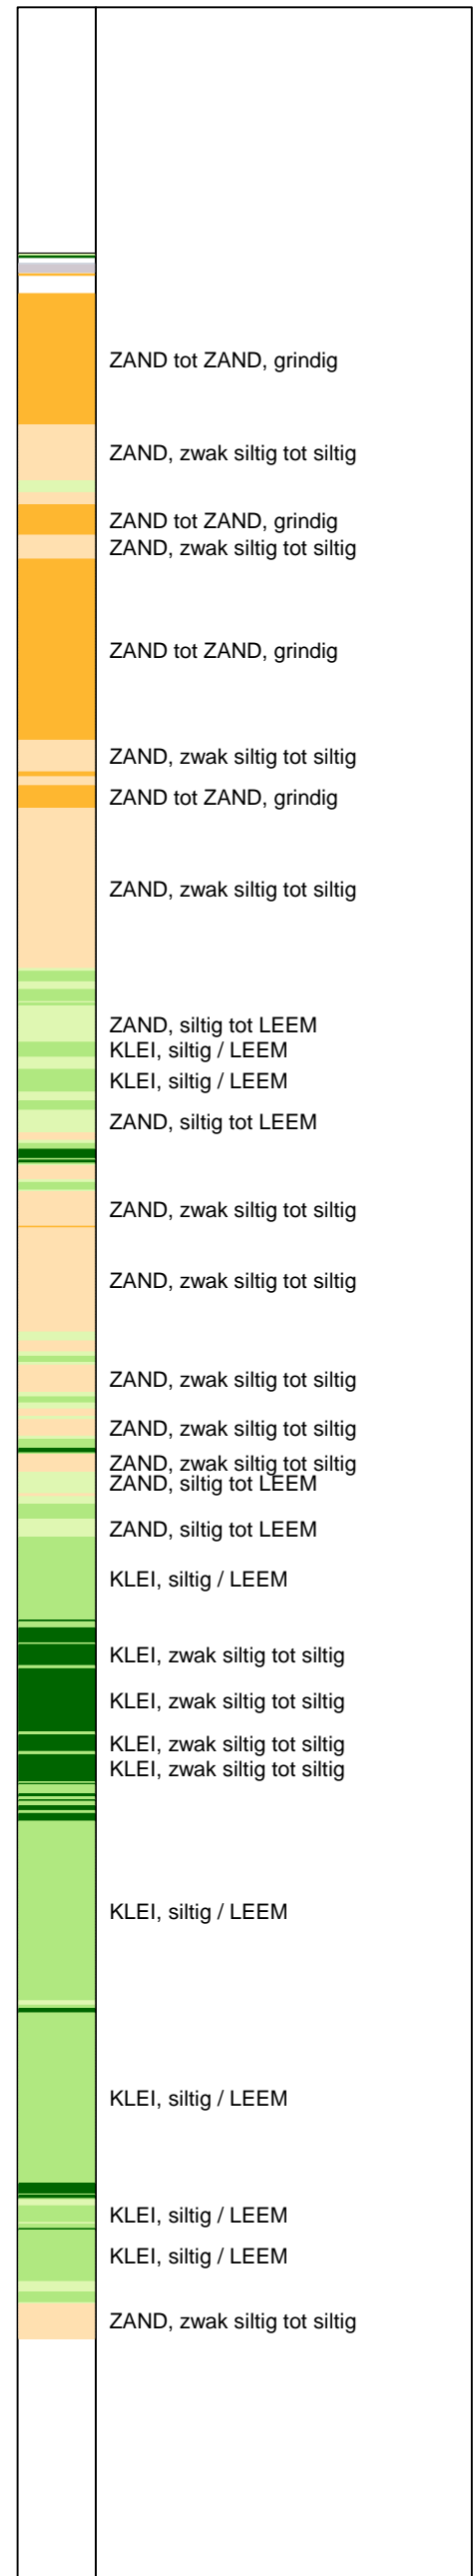 ZAND tot ZAND, grindig
ZAND, zwak siltig tot siltig
ZAND tot ZAND, grindig
ZAND, zwak siltig tot siltig
ZAND tot ZAND, grindig
ZAND, zwak siltig tot siltig
ZAND tot ZAND, grindig
ZAND, zwak siltig tot siltig
ZAND, siltig tot LEEM
KLEI, siltig / LEEM
KLEI, siltig / LEEM
ZAND, siltig tot LEEM
ZAND, zwak siltig tot siltig
ZAND, zwak siltig tot siltig
ZAND, zwak siltig tot siltig
ZAND, zwak siltig tot siltig
ZAND, zwak siltig tot siltig
ZAND, siltig tot LEEM
ZAND, siltig tot LEEM
KLEI, siltig / LEEM
KLEI, zwak siltig tot siltig
KLEI, zwak siltig tot siltig
KLEI, zwak siltig tot siltig
KLEI, zwak siltig tot siltig
KLEI, siltig / LEEM
KLEI, siltig / LEEM
KLEI, siltig / LEEM
KLEI, siltig / LEEM
ZAND, zwak siltig tot siltig